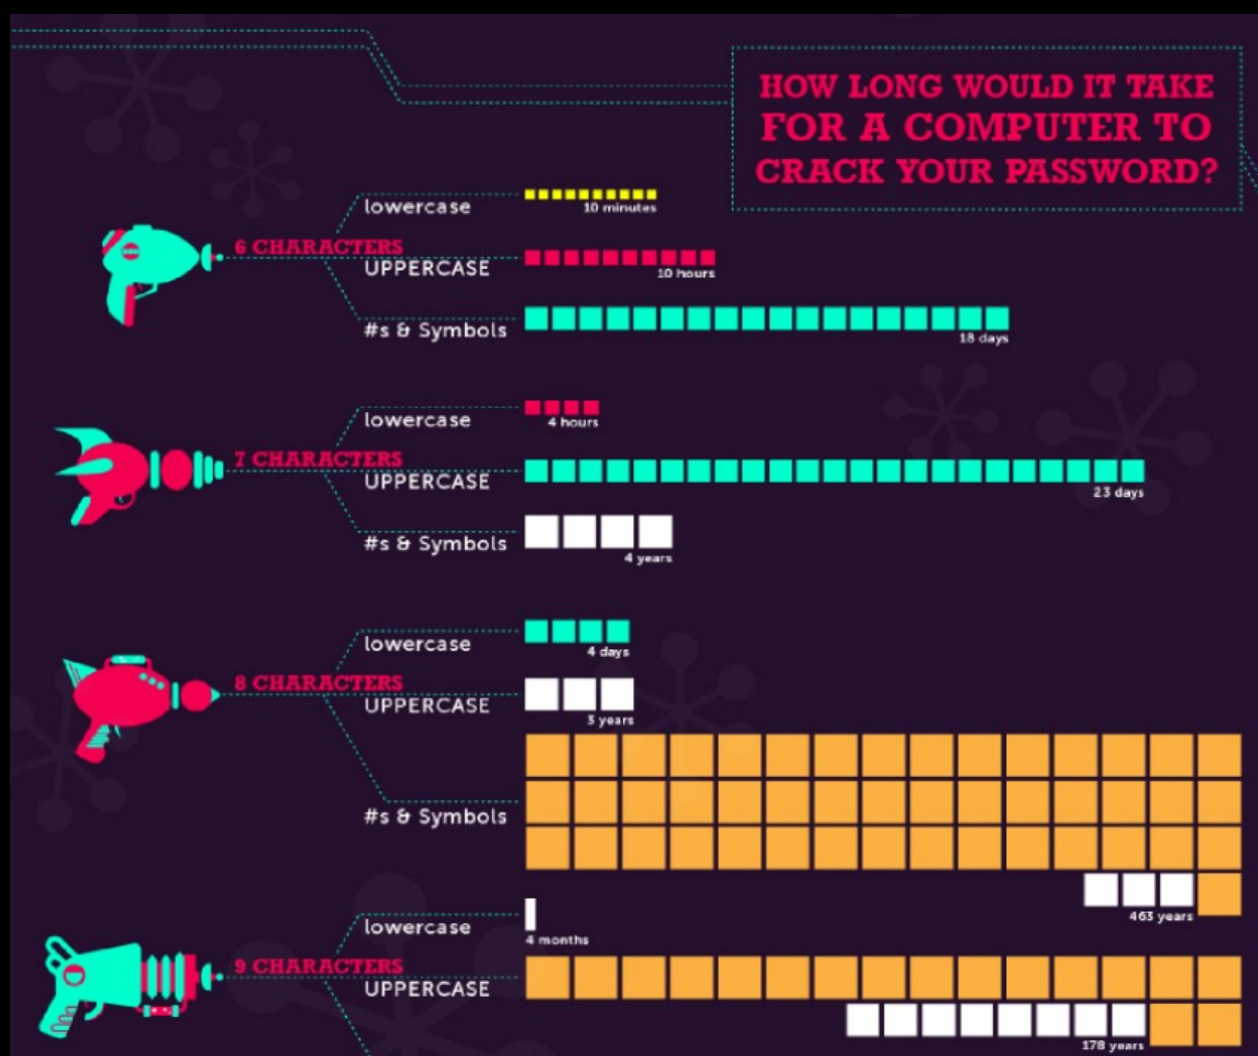 HOW LONG WOULD IT TAKE
FOR A COMPUTER TO
CRACK YOUR PASSWORD?
6 CHARACTERS
lowercase
10 minutes
UPPERCASE
10 hours
#s & Symbols
18 days
7 CHARACTERS
lowercase
4 hours
UPPERCASE
23 days
#s & Symbols
4 years
8 CHARACTERS
lowercase
4 days
UPPERCASE
3 years
#s & Symbols
463 years
9 CHARACTERS
lowercase
4 months
UPPERCASE
178 years